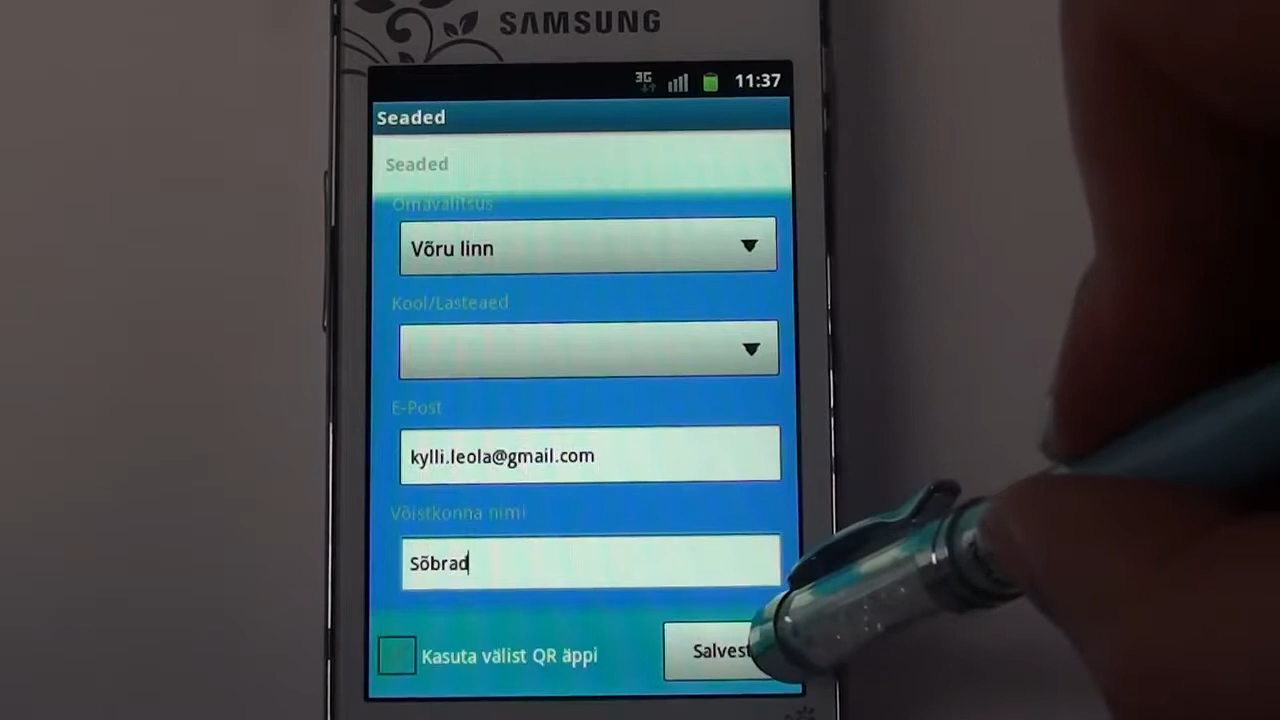 SAMSUNG
3G 11:37
Seaded
Seaded
Omavalitsus
Võru linn
Kool/Lasteaed
E-Post
kylli.leola@gmail.com
Võistkonna nimi
Sõbrad
Kasuta välist QR äppi
Salvest